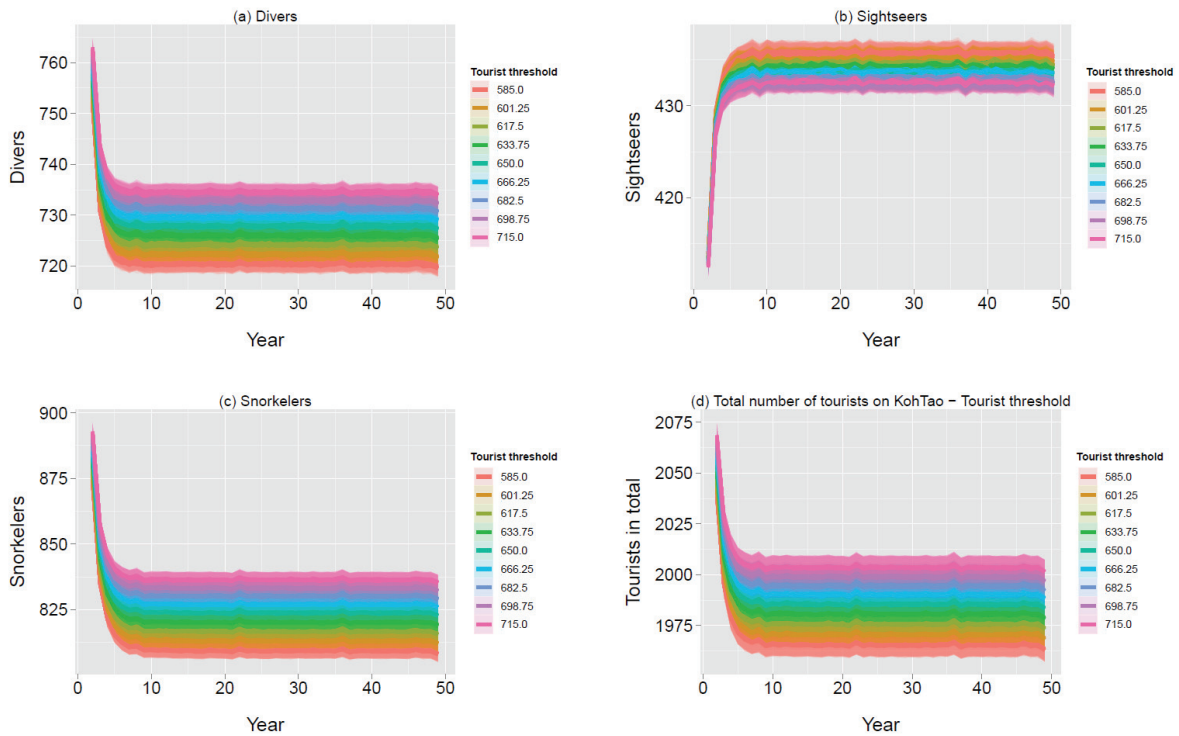 (a) Divers
Divers
760
750
740
730
720
0 10 20 30 40 50
Year
Tourist threshold
585.0
601.25
617.5
633.75
650.0
666.25
682.5
698.75
715.0
(b) Sightseers
Sightseers
430
420
0 10 20 30 40 50
Year
Tourist threshold
585.0
601.25
617.5
633.75
650.0
666.25
682.5
698.75
715.0
(c) Snorkelers
Snorkelers
900
875
850
825
0 10 20 30 40 50
Year
Tourist threshold
585.0
601.25
617.5
633.75
650.0
666.25
682.5
698.75
715.0
(d) Total number of tourists on KohTao − Tourist threshold
Tourists in total
2075
2050
2025
2000
1975
0 10 20 30 40 50
Year
Tourist threshold
585.0
601.25
617.5
633.75
650.0
666.25
682.5
698.75
715.0